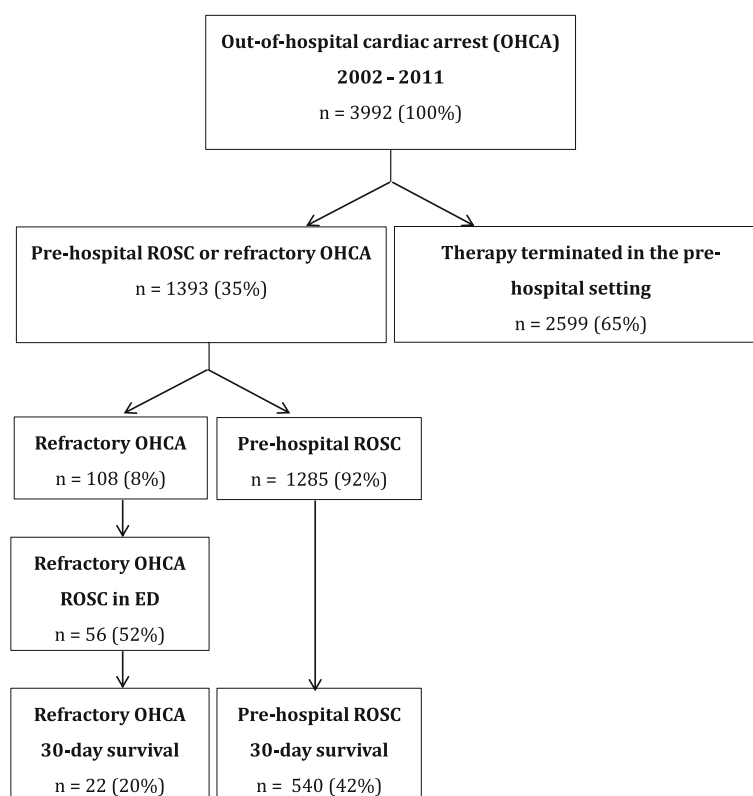 Out-of-hospital cardiac arrest (OHCA)
2002 – 2011
n = 3992 (100%)
Pre-hospital ROSC or refractory OHCA
n = 1393 (35%)
Therapy terminated in the pre-
hospital setting
n = 2599 (65%)
Refractory OHCA
n = 108 (8%)
Pre-hospital ROSC
n = 1285 (92%)
Refractory OHCA
ROSC in ED
n = 56 (52%)
Refractory OHCA
30-day survival
n = 22 (20%)
Pre-hospital ROSC
30-day survival
n = 540 (42%)